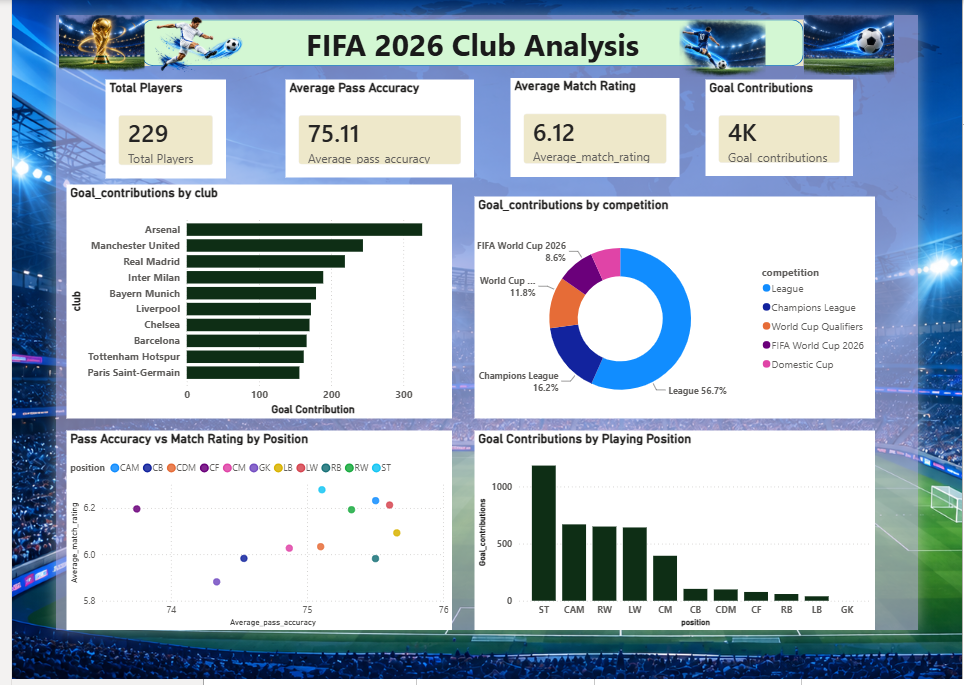 FIFA 2026 Club Analysis
Total Players
229
Total Players
Average Pass Accuracy
75.11
Average_pass_accuracy
Average Match Rating
6.12
Average_match_rating
Goal Contributions
4K
Goal_contributions
Goal_contributions by club
Arsenal
Manchester United
Real Madrid
Inter Milan
Bayern Munich
Liverpool
Chelsea
Barcelona
Tottenham Hotspur
Paris Saint-Germain
club
0 100 200 300
Goal Contribution
Goal_contributions by competition
FIFA World Cup 2026
8.6%
World Cup ...
11.8%
Champions League
16.2%
League 56.7%
competition
League
Champions League
World Cup Qualifiers
FIFA World Cup 2026
Domestic Cup
Pass Accuracy vs Match Rating by Position
position CAM CB CDM CF CM GK LB LW RB RW ST
Average_match_rating
6.2
6.0
5.8
74 75 76
Average_pass_accuracy
Goal Contributions by Playing Position
Goal_contributions
1000
500
0
ST CAM RW LW CM CB CDM CF RB LB GK
position